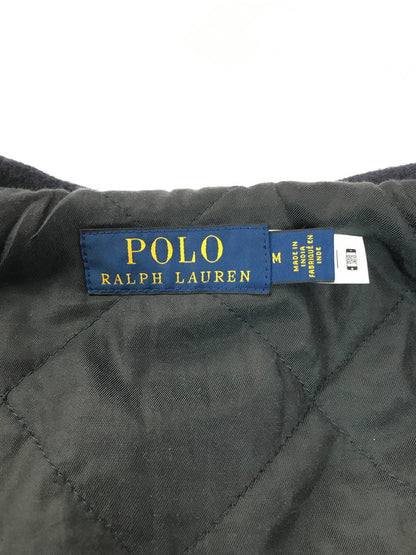 POLO
RALPH LAUREN
M
MADE IN
INDIA
FABRIQUÉ EN
INDE